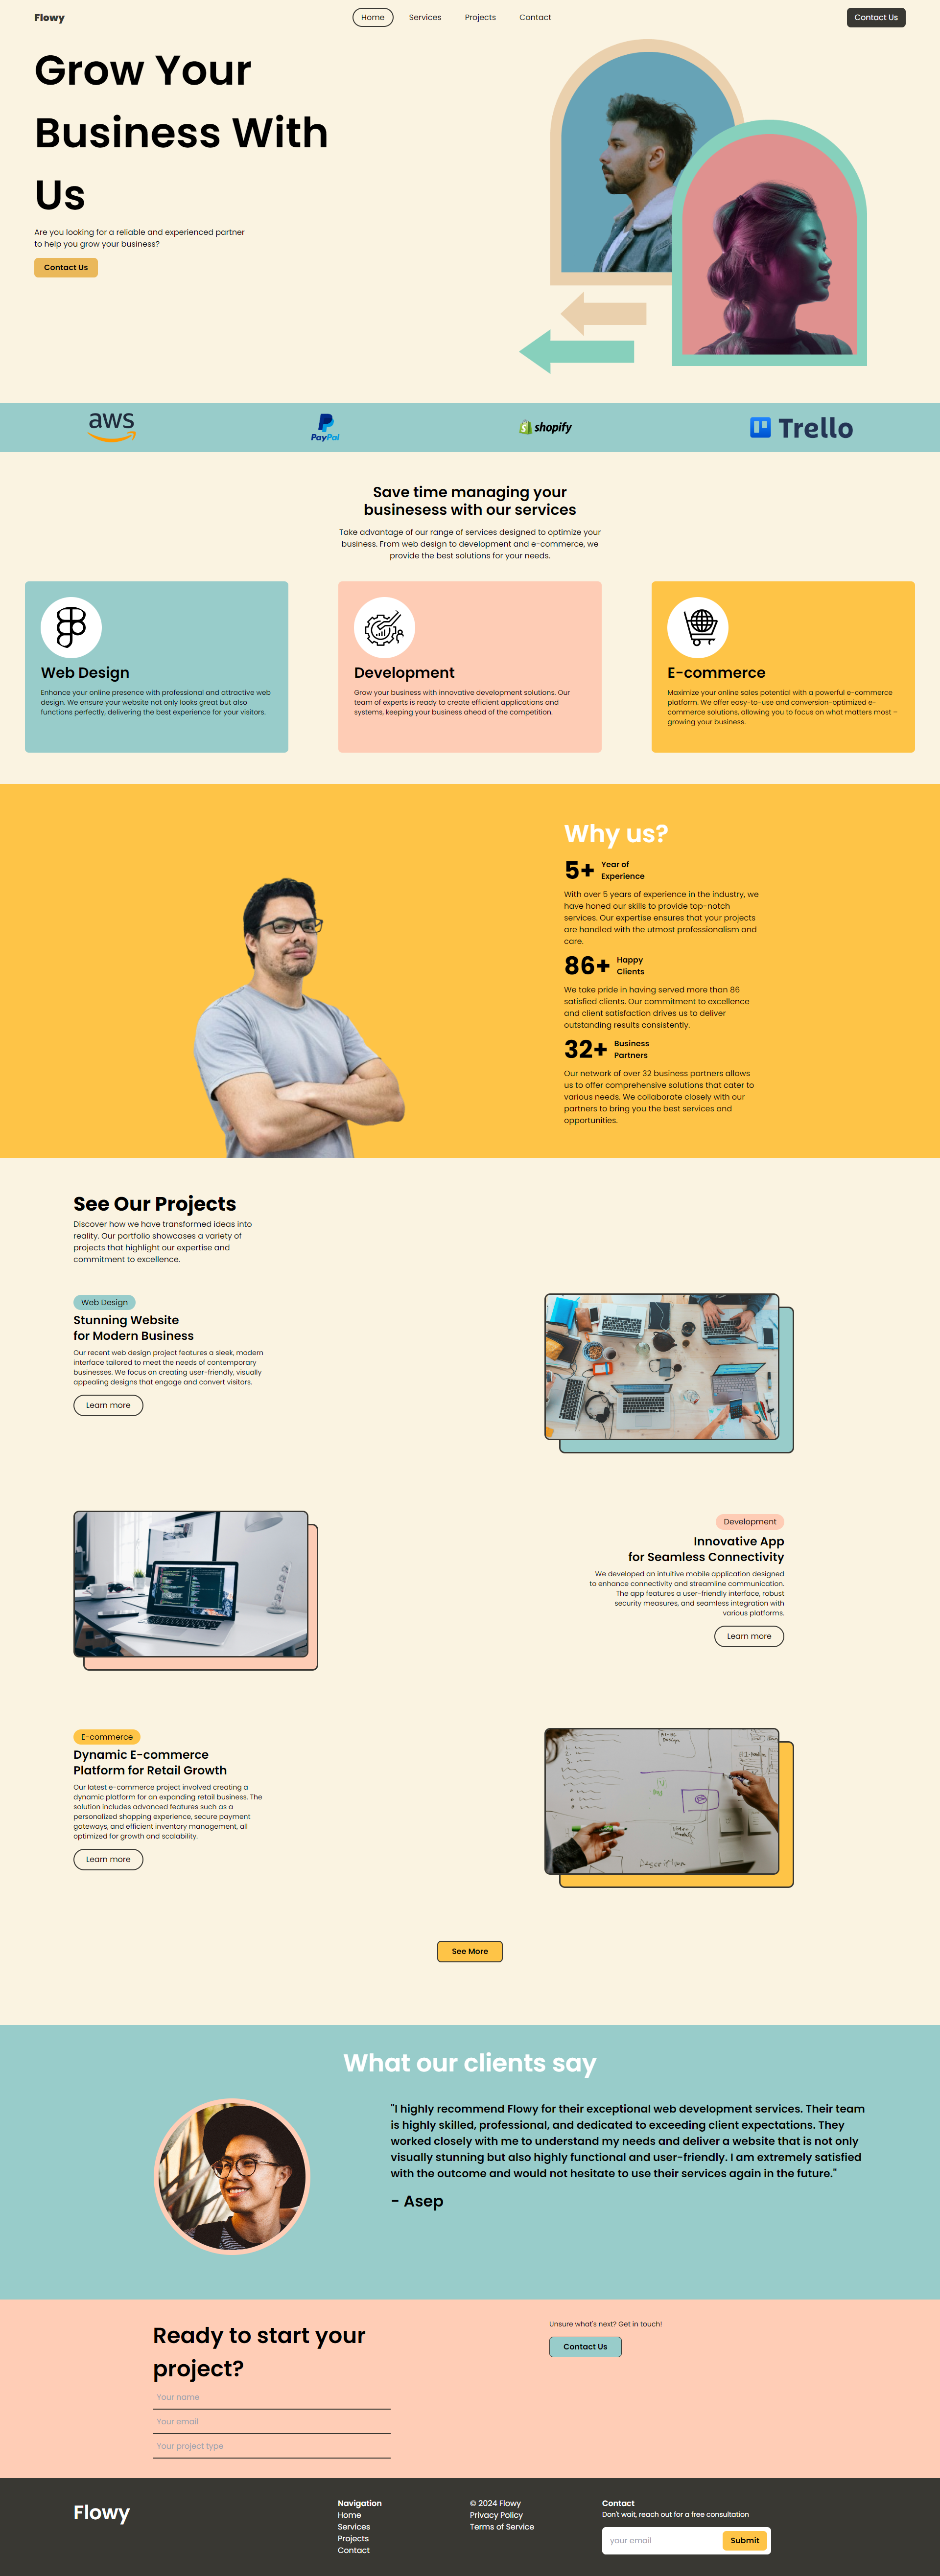 Flowy
Home
Services
Projects
Contact
Contact Us
Grow Your
Business With
Us
Are you looking for a reliable and experienced partner
to help you grow your business?
Contact Us
aws
PayPal
shopify
Trello
Save time managing your
businesess with our services
Take advantage of our range of services designed to optimize your
business. From web design to development and e-commerce, we
provide the best solutions for your needs.
Web Design
Enhance your online presence with professional and attractive web
design. We ensure your website not only looks great but also
functions perfectly, delivering the best experience for your visitors.
Development
Grow your business with innovative development solutions. Our
team of experts is ready to create efficient applications and
systems, keeping your business ahead of the competition.
E-commerce
Maximize your online sales potential with a powerful e-commerce
platform. We offer easy-to-use and conversion-optimized e-
commerce solutions, allowing you to focus on what matters most –
growing your business.
Why us?
5+
Year of
Experience
With over 5 years of experience in the industry, we
have honed our skills to provide top-notch
services. Our expertise ensures that your projects
are handled with the utmost professionalism and
care.
86+
Happy
Clients
We take pride in having served more than 86
satisfied clients. Our commitment to excellence
and client satisfaction drives us to deliver
outstanding results consistently.
32+
Business
Partners
Our network of over 32 business partners allows
us to offer comprehensive solutions that cater to
various needs. We collaborate closely with our
partners to bring you the best services and
opportunities.
See Our Projects
Discover how we have transformed ideas into
reality. Our portfolio showcases a variety of
projects that highlight our expertise and
commitment to excellence.
Web Design
Stunning Website
for Modern Business
Our recent web design project features a sleek, modern
interface tailored to meet the needs of contemporary
businesses. We focus on creating user-friendly, visually
appealing designs that engage and convert visitors.
Learn more
Development
Innovative App
for Seamless Connectivity
We developed an intuitive mobile application designed
to enhance connectivity and streamline communication.
The app features a user-friendly interface, robust
security measures, and seamless integration with
various platforms.
Learn more
E-commerce
Dynamic E-commerce
Platform for Retail Growth
Our latest e-commerce project involved creating a
dynamic platform for an expanding retail business. The
solution includes advanced features such as a
personalized shopping experience, secure payment
gateways, and efficient inventory management, all
optimized for growth and scalability.
Learn more
See More
What our clients say
"I highly recommend Flowy for their exceptional web development services. Their team
is highly skilled, professional, and dedicated to exceeding client expectations. They
worked closely with me to understand my needs and deliver a website that is not only
visually stunning but also highly functional and user-friendly. I am extremely satisfied
with the outcome and would not hesitate to use their services again in the future."
- Asep
Ready to start your
project?
Your name
Your email
Your project type
Unsure what's next? Get in touch!
Contact Us
Flowy
Navigation
Home
Services
Projects
Contact
© 2024 Flowy
Privacy Policy
Terms of Service
Contact
Don't wait, reach out for a free consultation
your email
Submit